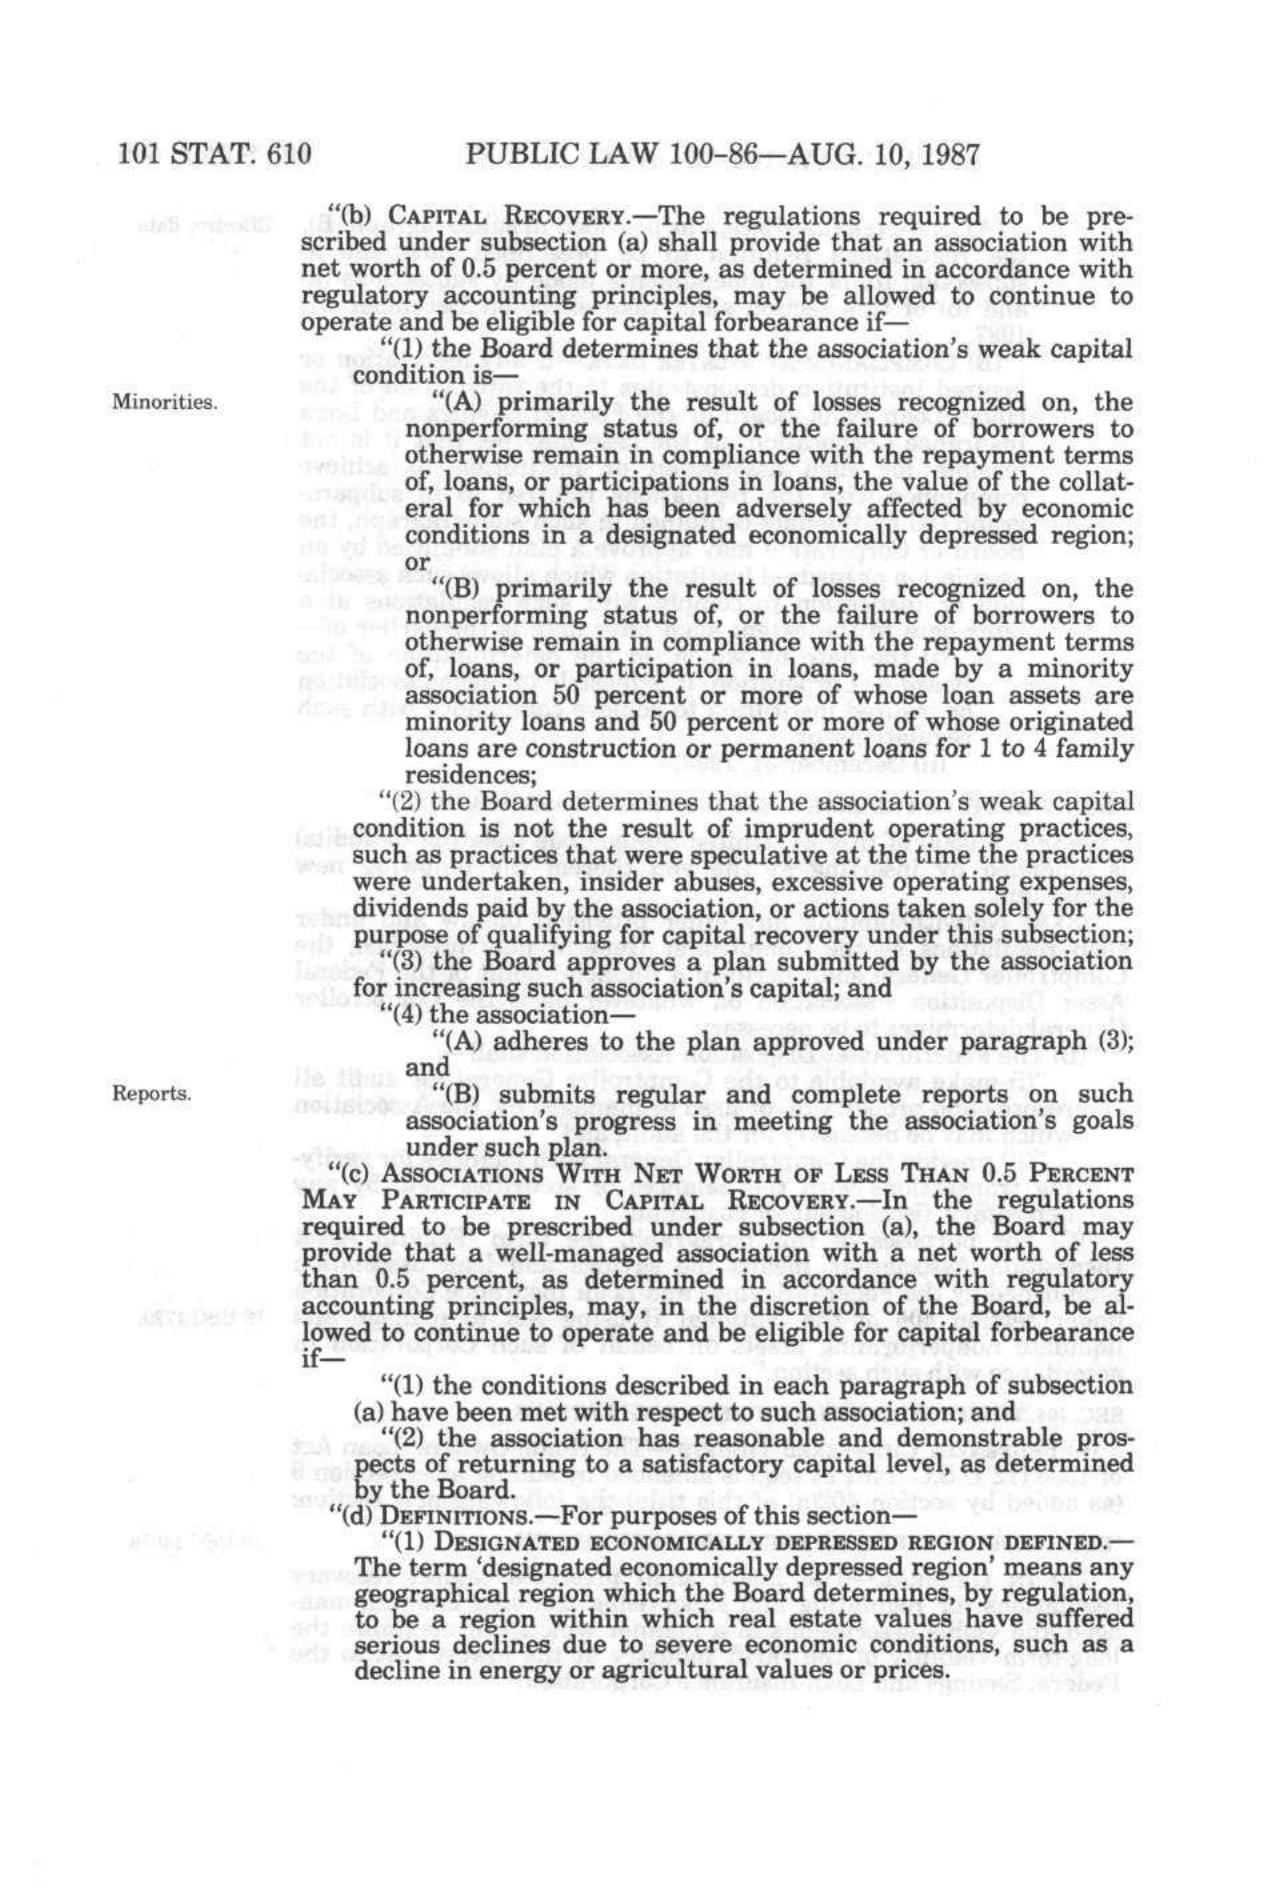 101 STAT. 610 PUBLIC LAW 100-86—AUG. 10, 1987
"(b) CAPITAL RECOVERY.—The regulations required to be pre-
scribed under subsection (a) shall provide that an association with
net worth of 0.5 percent or more, as determined in accordance with
regulatory accounting principles, may be allowed to continue to
operate and be eligible for capital forbearance if—
"(1) the Board determines that the association's weak capital
condition is—
Minorities.
"(A) primarily the result of losses recognized on, the
nonperforming status of, or the failure of borrowers to
otherwise remain in compliance with the repayment terms
of, loans, or participations in loans, the value of the collat-
eral for which has been adversely affected by economic
conditions in a designated economically depressed region;
or
"(B) primarily the result of losses recognized on, the
nonperforming status of, or the failure of borrowers to
otherwise remain in compliance with the repayment terms
of, loans, or participation in loans, made by a minority
association 50 percent or more of whose loan assets are
minority loans and 50 percent or more of whose originated
loans are construction or permanent loans for 1 to 4 family
residences;
"(2) the Board determines that the association's weak capital
condition is not the result of imprudent operating practices,
such as practices that were speculative at the time the practices
were undertaken, insider abuses, excessive operating expenses,
dividends paid by the association, or actions taken solely for the
purpose of qualifying for capital recovery under this subsection;
"(3) the Board approves a plan submitted by the association
for increasing such association's capital; and
"(4) the association—
"(A) adheres to the plan approved under paragraph (3);
and
Reports.
"(B) submits regular and complete reports on such
association's progress in meeting the association's goals
under such plan.
"(c) ASSOCIATIONS WITH NET WORTH OF LESS THAN 0.5 PERCENT
MAY PARTICIPATE IN CAPITAL RECOVERY.—In the regulations
required to be prescribed under subsection (a), the Board may
provide that a well-managed association with a net worth of less
than 0.5 percent, as determined in accordance with regulatory
accounting principles, may, in the discretion of the Board, be al-
lowed to continue to operate and be eligible for capital forbearance
if—
"(1) the conditions described in each paragraph of subsection
(a) have been met with respect to such association; and
"(2) the association has reasonable and demonstrable pros-
pects of returning to a satisfactory capital level, as determined
by the Board.
"(d) DEFINITIONS.—For purposes of this section—
"(1) DESIGNATED ECONOMICALLY DEPRESSED REGION DEFINED.—
The term 'designated economically depressed region' means any
geographical region which the Board determines, by regulation,
to be a region within which real estate values have suffered
serious declines due to severe economic conditions, such as a
decline in energy or agricultural values or prices.